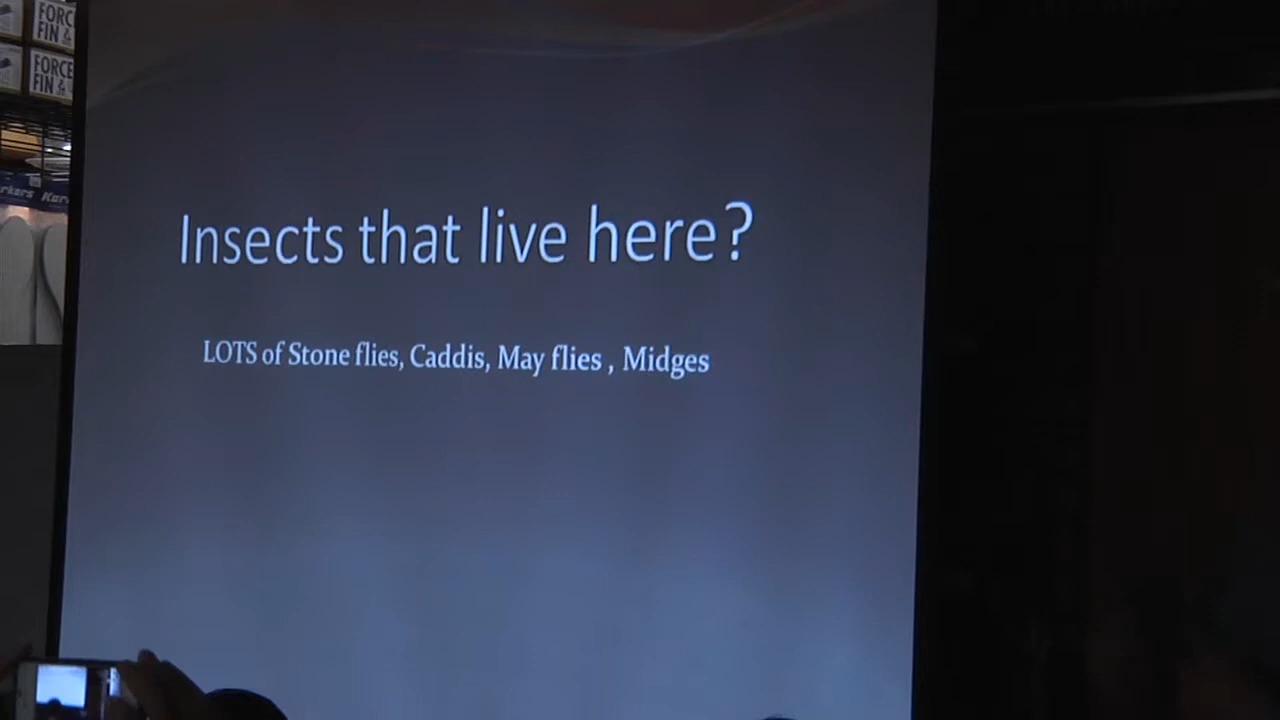 FORCE
FIN &
FORCE
FIN &
Insects that live here?
LOTS of Stone flies, Caddis, May flies , Midges